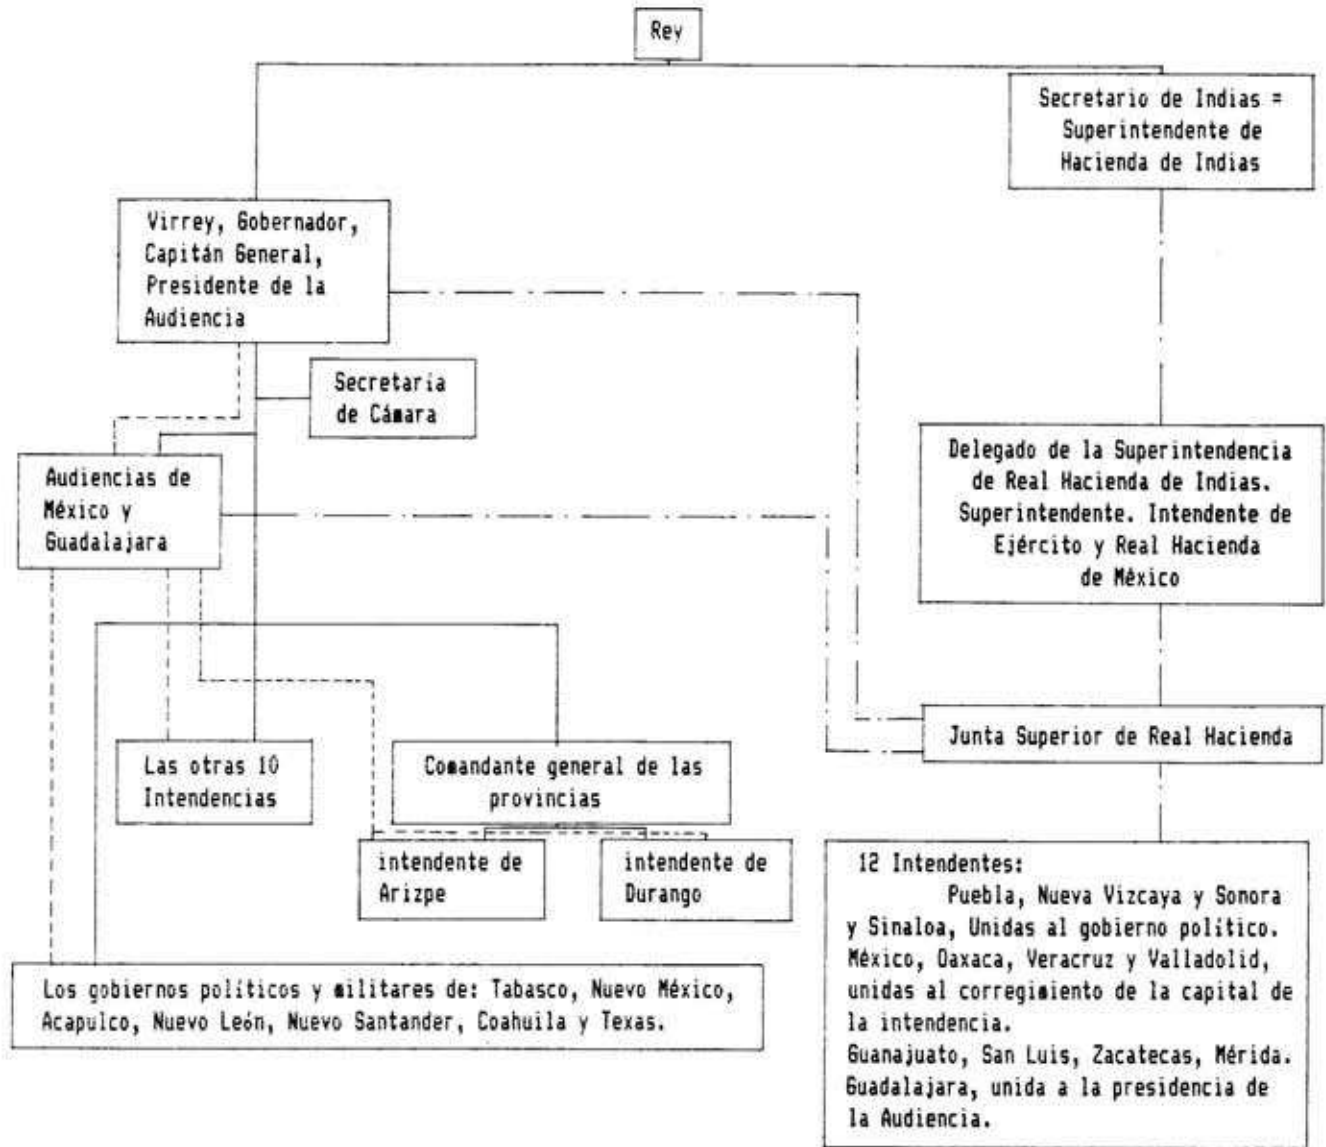 Rey
Secretario de Indias =
Superintendente de
Hacienda de Indias
Virrey, Gobernador,
Capitán General,
Presidente de la
Audiencia
Secretaría
de Cámara
Audiencias de
México y
Guadalajara
Delegado de la Superintendencia
de Real Hacienda de Indias.
Superintendente. Intendente de
Ejército y Real Hacienda
de México
Junta Superior de Real Hacienda
Las otras 10
Intendencias
Comandante general de las
provincias
intendente de
Arizpe
intendente de
Durango
12 Intendentes:
Puebla, Nueva Vizcaya y Sonora
y Sinaloa, Unidas al gobierno político.
México, Oaxaca, Veracruz y Valladolid,
unidas al corregimiento de la capital de
la intendencia.
Guanajuato, San Luis, Zacatecas, Mérida.
Guadalajara, unida a la presidencia de
la Audiencia.
Los gobiernos políticos y militares de: Tabasco, Nuevo México,
Acapulco, Nuevo León, Nuevo Santander, Coahuila y Texas.